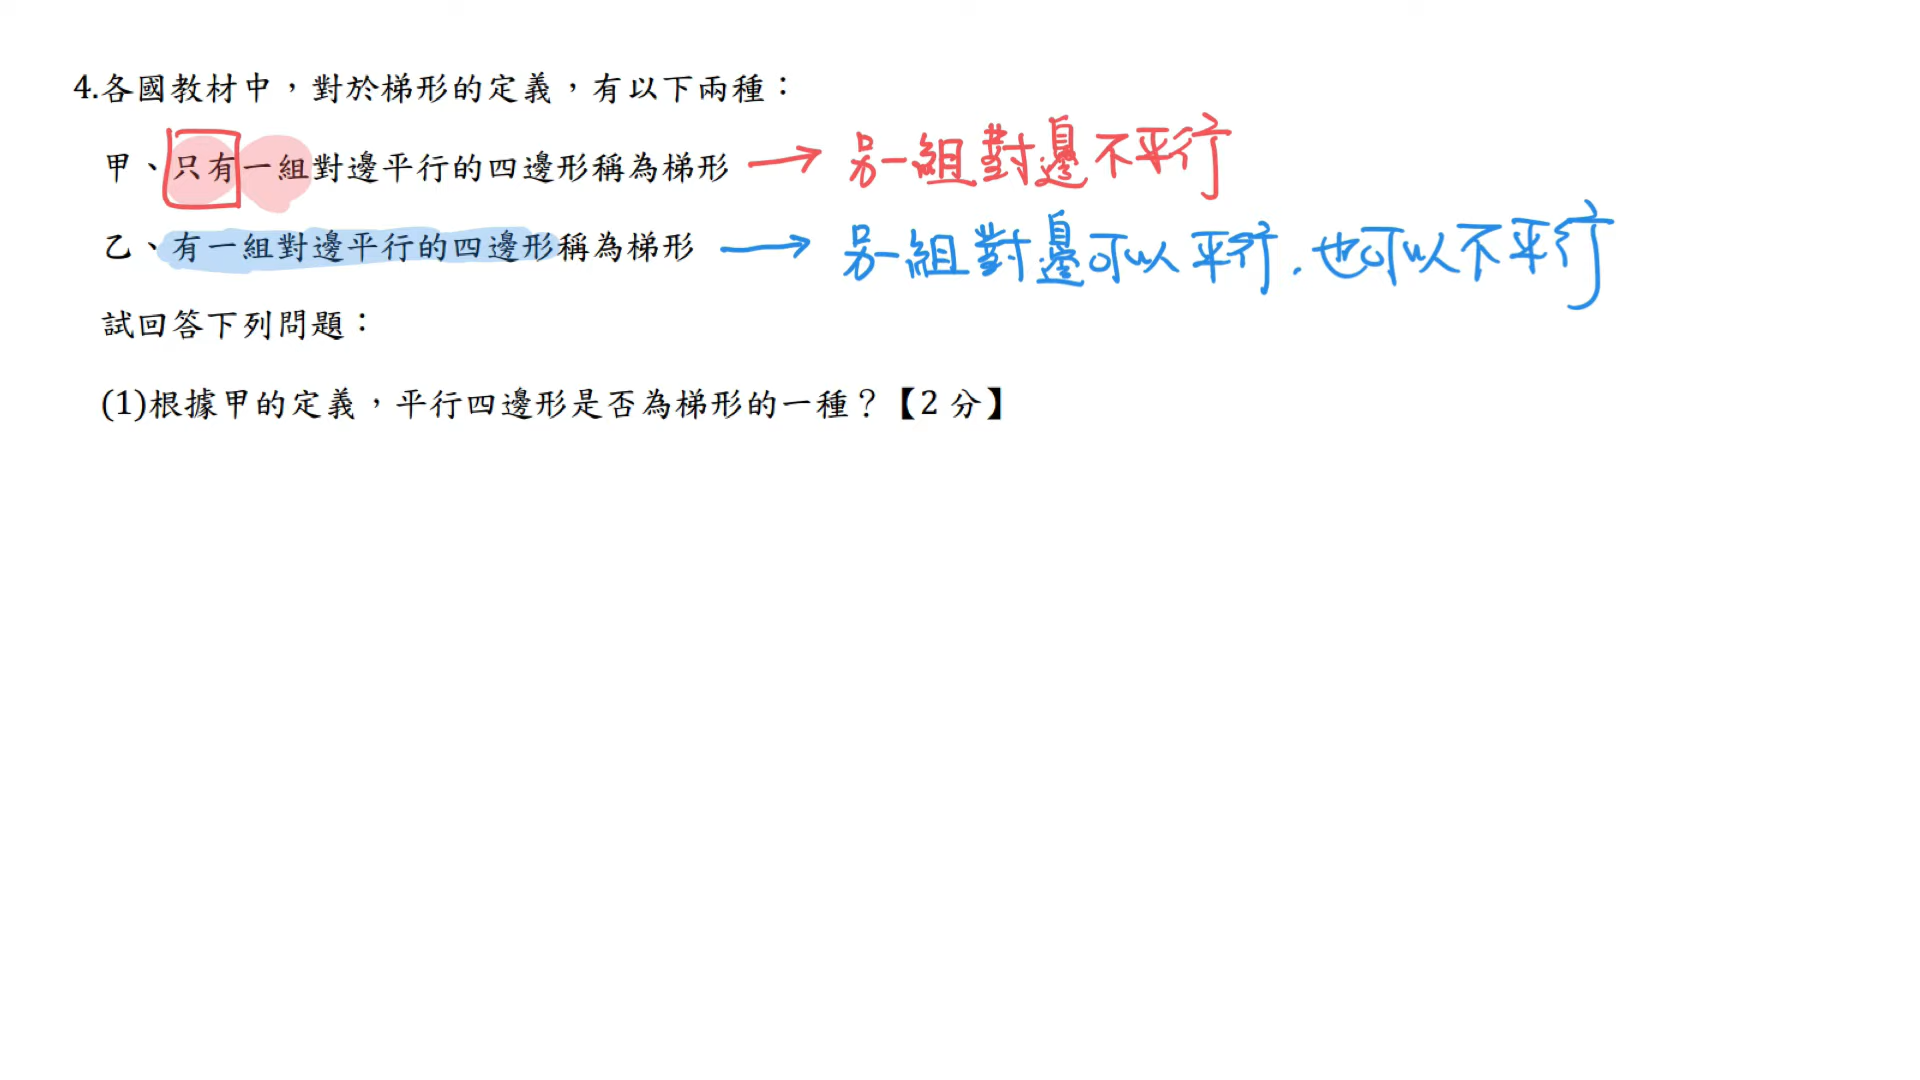 4.各國教材中，對於梯形的定義，有以下兩種：
甲、只有一組對邊平行的四邊形稱為梯形 → 另一組對邊不平行
乙、有一組對邊平行的四邊形稱為梯形 → 另一組對邊可以平行，也可以不平行
試回答下列問題：
(1)根據甲的定義，平行四邊形是否為梯形的一種？【2 分】